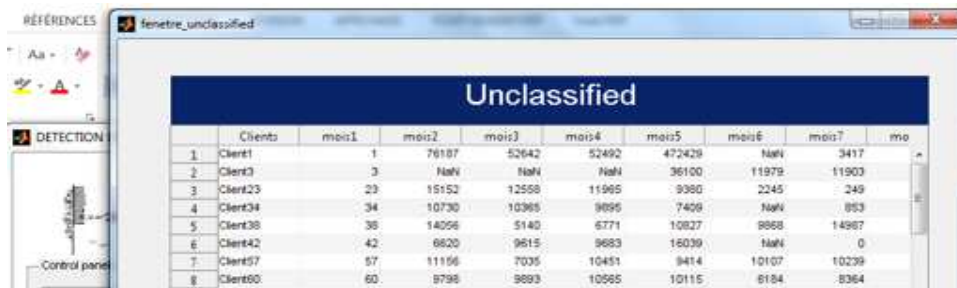 RÉFÉRENCES
fenetre_unclassified
Aa
A
Unclassified
DETECTION
Clients mois1 mois2 mois3 mois4 mois5 mois6 mois7 mo
1 Client1 1 76187 52642 52492 472429 NaN 3417
2 Client3 3 NaN NaN NaN 36100 11979 11903
3 Client23 23 15152 12558 11965 9380 2245 249
4 Client34 34 10730 10365 9895 7409 NaN 853
5 Client38 38 14056 5140 6771 10827 9868 14987
6 Client42 42 6620 9615 9683 16039 NaN 0
7 Client57 57 11156 7035 10451 9414 10107 10239
8 Client60 60 9798 9893 10565 10115 6184 8364
Control panel